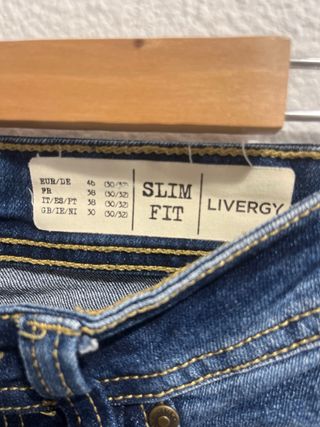 EUR/DE 46 (30/32)
FR 38 (30/32)
IT/ES/PT 38 (30/32)
GB/IE/NI 30 (30/32)
SLIM
FIT
LIVERGY